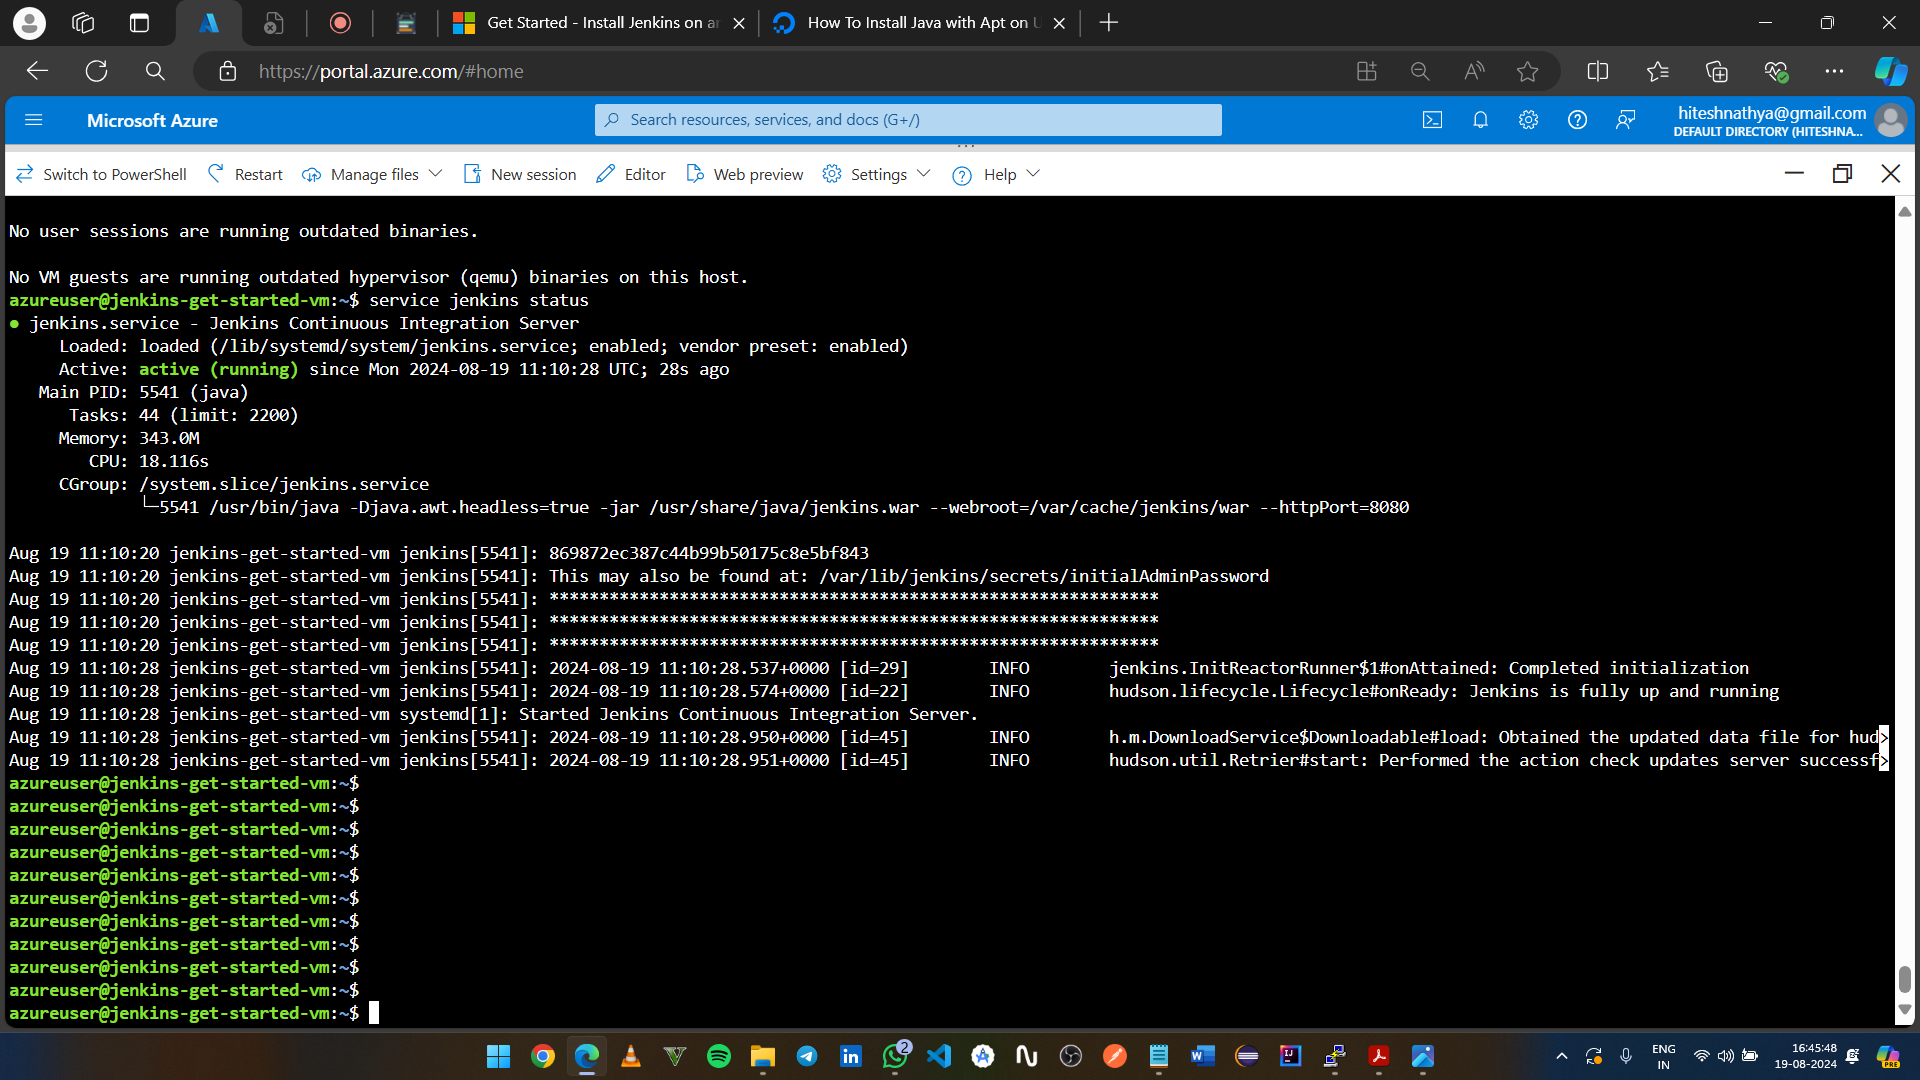 Get Started - Install Jenkins on an
How To Install Java with Apt on U
https://portal.azure.com/#home
Microsoft Azure
Search resources, services, and docs (G+/)
hiteshnathya@gmail.com
DEFAULT DIRECTORY (HITESHNA...
Switch to PowerShell
Restart
Manage files
New session
Editor
Web preview
Settings
Help
No user sessions are running outdated binaries.
No VM guests are running outdated hypervisor (qemu) binaries on this host.
azureuser@jenkins-get-started-vm:~$ service jenkins status
● jenkins.service - Jenkins Continuous Integration Server
Loaded: loaded (/lib/systemd/system/jenkins.service; enabled; vendor preset: enabled)
Active: active (running) since Mon 2024-08-19 11:10:28 UTC; 28s ago
Main PID: 5541 (java)
Tasks: 44 (limit: 2200)
Memory: 343.0M
CPU: 18.116s
CGroup: /system.slice/jenkins.service
└─5541 /usr/bin/java -Djava.awt.headless=true -jar /usr/share/java/jenkins.war --webroot=/var/cache/jenkins/war --httpPort=8080
Aug 19 11:10:20 jenkins-get-started-vm jenkins[5541]: 869872ec387c44b99b50175c8e5bf843
Aug 19 11:10:20 jenkins-get-started-vm jenkins[5541]: This may also be found at: /var/lib/jenkins/secrets/initialAdminPassword
Aug 19 11:10:20 jenkins-get-started-vm jenkins[5541]: *************************************************************
Aug 19 11:10:20 jenkins-get-started-vm jenkins[5541]: *************************************************************
Aug 19 11:10:20 jenkins-get-started-vm jenkins[5541]: *************************************************************
Aug 19 11:10:28 jenkins-get-started-vm jenkins[5541]: 2024-08-19 11:10:28.537+0000 [id=29] INFO jenkins.InitReactorRunner$1#onAttained: Completed initialization
Aug 19 11:10:28 jenkins-get-started-vm jenkins[5541]: 2024-08-19 11:10:28.574+0000 [id=22] INFO hudson.lifecycle.Lifecycle#onReady: Jenkins is fully up and running
Aug 19 11:10:28 jenkins-get-started-vm systemd[1]: Started Jenkins Continuous Integration Server.
Aug 19 11:10:28 jenkins-get-started-vm jenkins[5541]: 2024-08-19 11:10:28.950+0000 [id=45] INFO h.m.DownloadService$Downloadable#load: Obtained the updated data file for hud>
Aug 19 11:10:28 jenkins-get-started-vm jenkins[5541]: 2024-08-19 11:10:28.951+0000 [id=45] INFO hudson.util.Retrier#start: Performed the action check updates server successf>
azureuser@jenkins-get-started-vm:~$
azureuser@jenkins-get-started-vm:~$
azureuser@jenkins-get-started-vm:~$
azureuser@jenkins-get-started-vm:~$
azureuser@jenkins-get-started-vm:~$
azureuser@jenkins-get-started-vm:~$
azureuser@jenkins-get-started-vm:~$
azureuser@jenkins-get-started-vm:~$
azureuser@jenkins-get-started-vm:~$
azureuser@jenkins-get-started-vm:~$
azureuser@jenkins-get-started-vm:~$
2
ENG
IN
16:45:48
19-08-2024
PRE